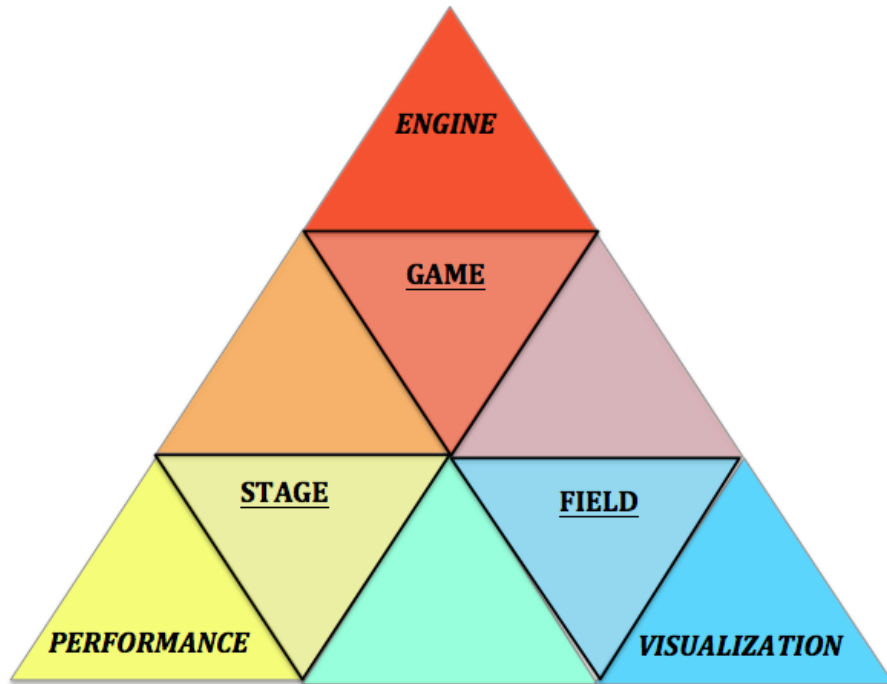 ENGINE
GAME
STAGE
FIELD
PERFORMANCE
VISUALIZATION